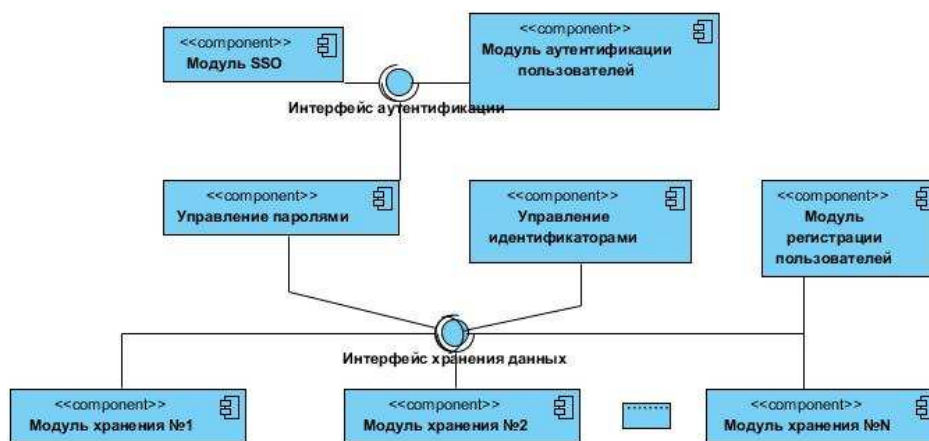 <<component>>
Модуль SSO
<<component>>
Модуль аутентификации
пользователей
Интерфейс аутентификации
<<component>>
Управление паролями
<<component>>
Управление
идентификаторами
<<component>>
Модуль
регистрации
пользователей
Интерфейс хранения данных
<<component>>
Модуль хранения №1
<<component>>
Модуль хранения №2
<<component>>
Модуль хранения №N